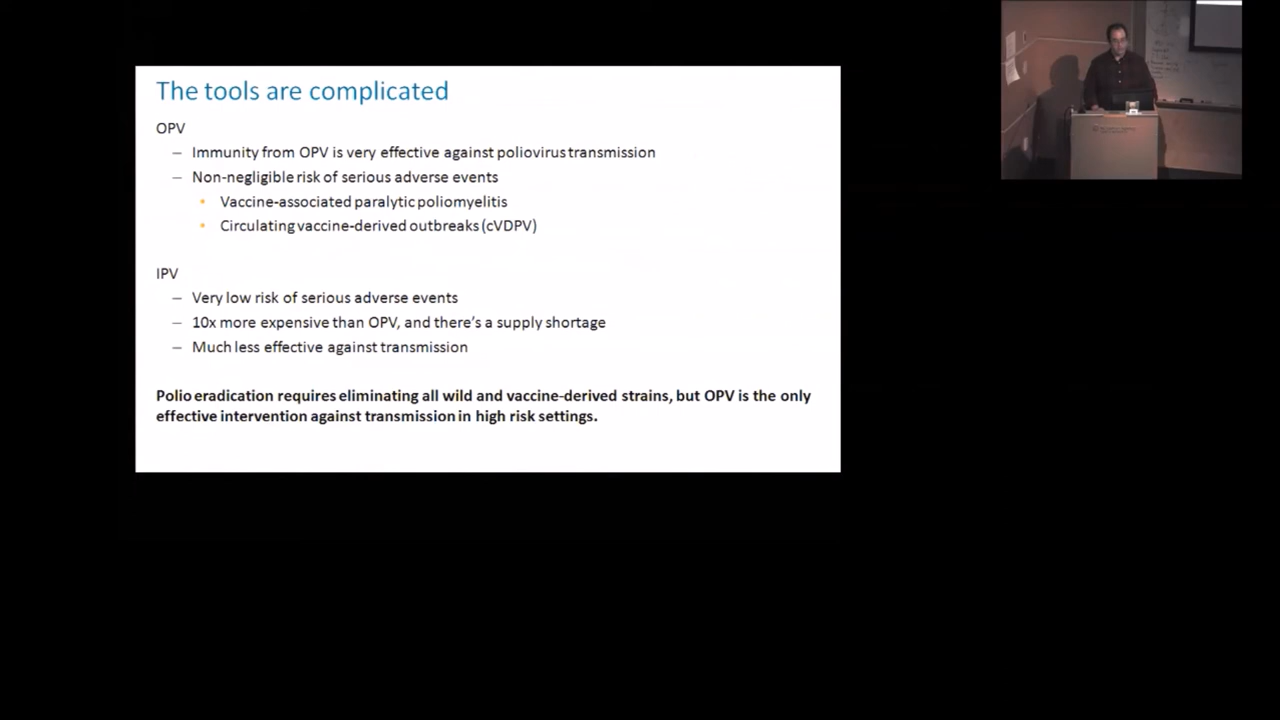 The tools are complicated
OPV
– Immunity from OPV is very effective against poliovirus transmission
– Non-negligible risk of serious adverse events
• Vaccine-associated paralytic poliomyelitis
• Circulating vaccine-derived outbreaks (cVDPV)
IPV
– Very low risk of serious adverse events
– 10x more expensive than OPV, and there's a supply shortage
– Much less effective against transmission
Polio eradication requires eliminating all wild and vaccine-derived strains, but OPV is the only
effective intervention against transmission in high risk settings.